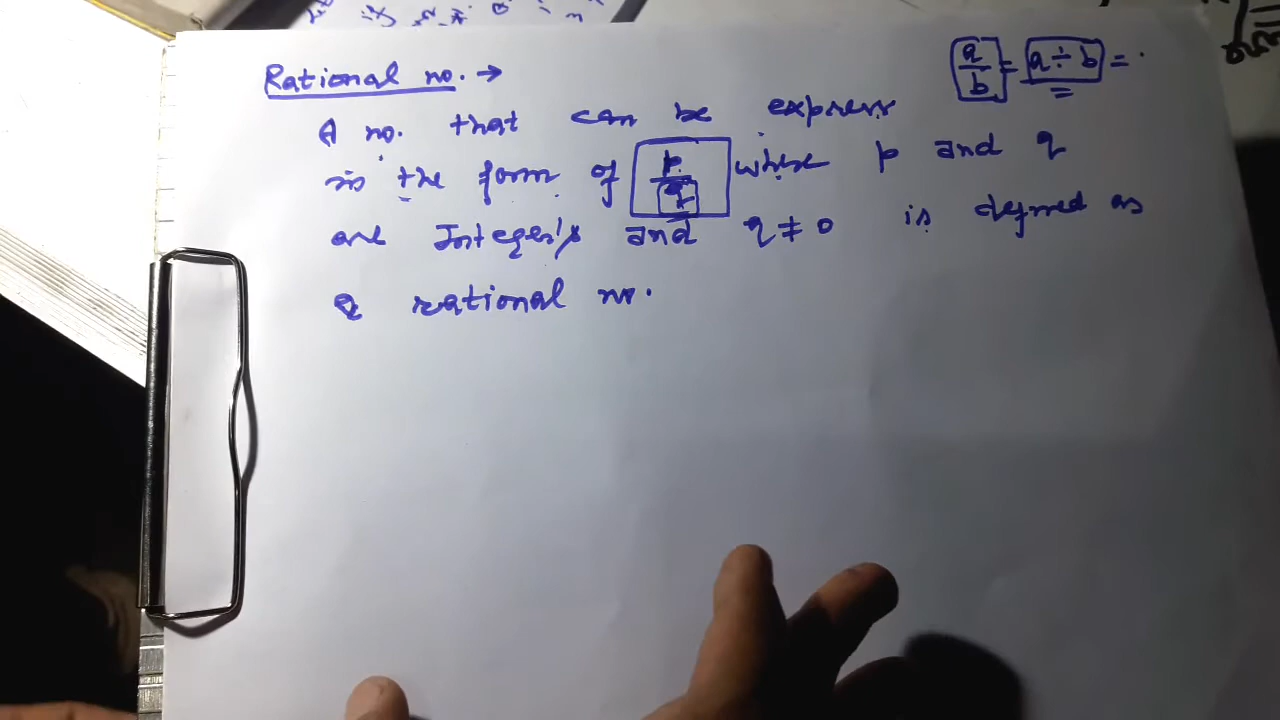 Rational no. →
a/b = a ÷ b = .
A no. that can be express
in the form of p/q where p and q
are Integer's and q ≠ 0 is defined as
a rational no.